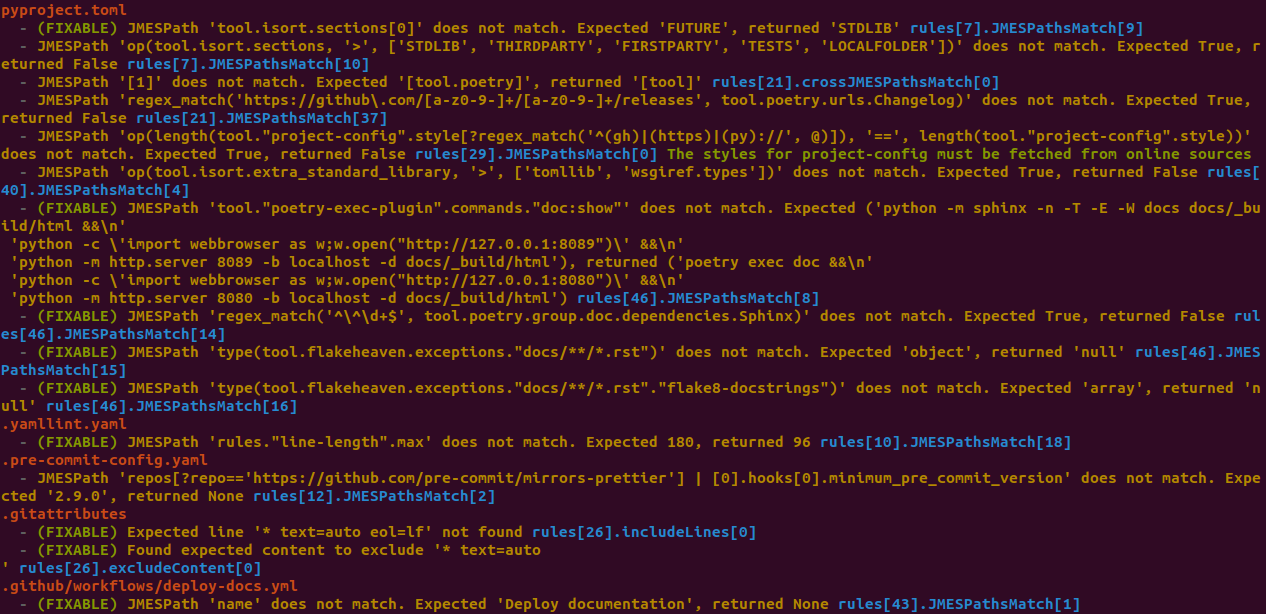 pyproject.toml
  - (FIXABLE) JMESPath 'tool.isort.sections[0]' does not match. Expected 'FUTURE', returned 'STDLIB' rules[7].JMESPathsMatch[9]
  - JMESPath 'op(tool.isort.sections, '>', ['STDLIB', 'THIRDPARTY', 'FIRSTPARTY', 'TESTS', 'LOCALFOLDER'])' does not match. Expected True, r
eturned False rules[7].JMESPathsMatch[10]
  - JMESPath '[1]' does not match. Expected '[tool.poetry]', returned '[tool]' rules[21].crossJMESPathsMatch[0]
  - JMESPath 'regex_match('https://github\.com/[a-z0-9-]+/[a-z0-9-]+/releases', tool.poetry.urls.Changelog)' does not match. Expected True,
returned False rules[21].JMESPathsMatch[37]
  - JMESPath 'op(length(tool."project-config".style[?regex_match('^(gh)|(https)|(py)://', @)]), '==', length(tool."project-config".style))'
does not match. Expected True, returned False rules[29].JMESPathsMatch[0] The styles for project-config must be fetched from online sources
  - JMESPath 'op(tool.isort.extra_standard_library, '>', ['tomllib', 'wsgiref.types'])' does not match. Expected True, returned False rules[
40].JMESPathsMatch[4]
  - (FIXABLE) JMESPath 'tool."poetry-exec-plugin".commands."doc:show"' does not match. Expected ('python -m sphinx -n -T -E -W docs docs/_bu
ild/html &&\n'
 'python -c \'import webbrowser as w;w.open("http://127.0.0.1:8089")\' &&\n'
 'python -m http.server 8089 -b localhost -d docs/_build/html'), returned ('poetry exec doc &&\n'
 'python -c \'import webbrowser as w;w.open("http://127.0.0.1:8080")\' &&\n'
 'python -m http.server 8080 -b localhost -d docs/_build/html') rules[46].JMESPathsMatch[8]
  - (FIXABLE) JMESPath 'regex_match('^\^\d+$', tool.poetry.group.doc.dependencies.Sphinx)' does not match. Expected True, returned False rul
es[46].JMESPathsMatch[14]
  - (FIXABLE) JMESPath 'type(tool.flakeheaven.exceptions."docs/**/*.rst")' does not match. Expected 'object', returned 'null' rules[46].JMES
PathsMatch[15]
  - (FIXABLE) JMESPath 'type(tool.flakeheaven.exceptions."docs/**/*.rst"."flake8-docstrings")' does not match. Expected 'array', returned 'n
ull' rules[46].JMESPathsMatch[16]
.yamllint.yaml
  - (FIXABLE) JMESPath 'rules."line-length".max' does not match. Expected 180, returned 96 rules[10].JMESPathsMatch[18]
.pre-commit-config.yaml
  - JMESPath 'repos[?repo=='https://github.com/pre-commit/mirrors-prettier'] | [0].hooks[0].minimum_pre_commit_version' does not match. Expe
cted '2.9.0', returned None rules[12].JMESPathsMatch[2]
.gitattributes
  - (FIXABLE) Expected line '* text=auto eol=lf' not found rules[26].includeLines[0]
  - (FIXABLE) Found expected content to exclude '* text=auto
' rules[26].excludeContent[0]
.github/workflows/deploy-docs.yml
  - (FIXABLE) JMESPath 'name' does not match. Expected 'Deploy documentation', returned None rules[43].JMESPathsMatch[1]